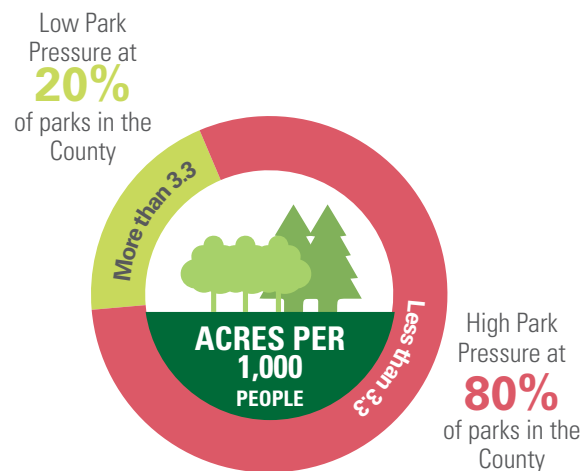 Low Park
Pressure at
20%
of parks in the
County
More than 3.3
ACRES PER
1,000
PEOPLE
Less than 3.3
High Park
Pressure at
80%
of parks in the
County